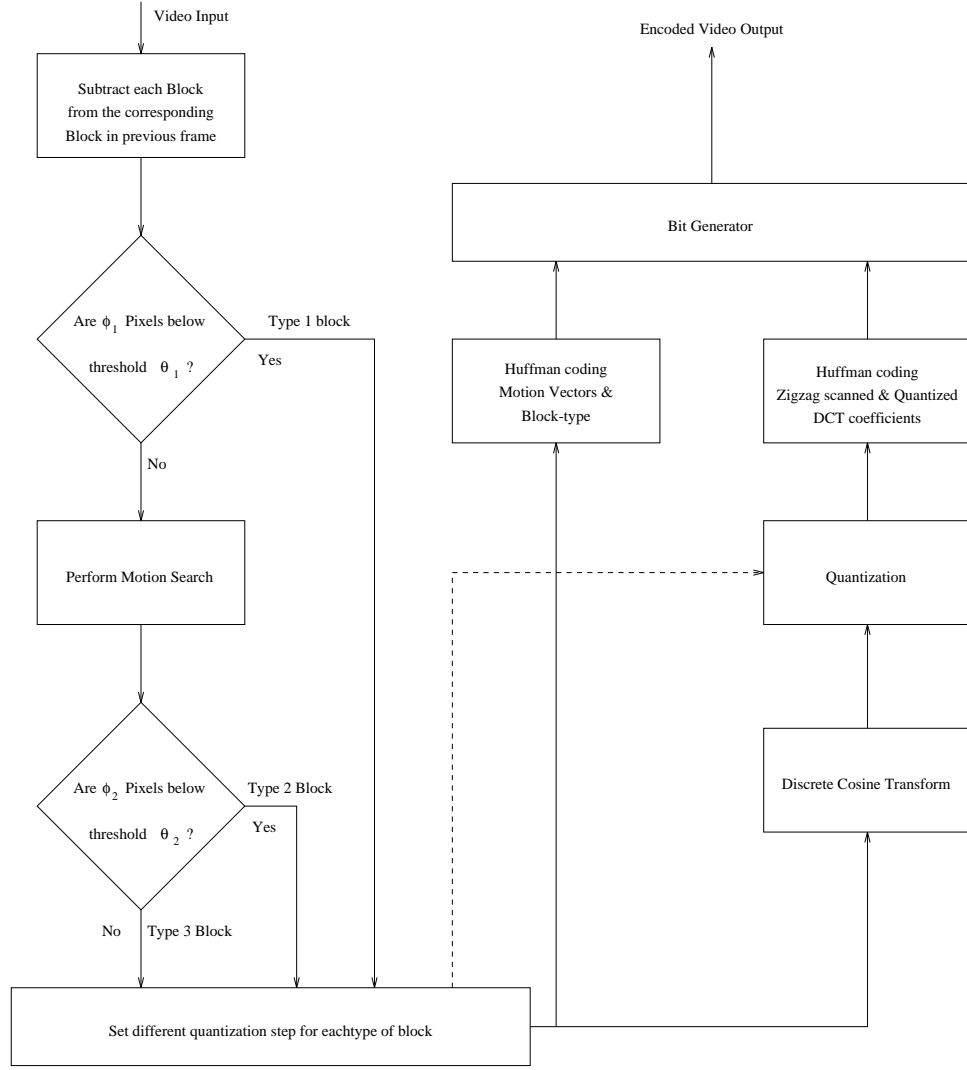 Video Input
Subtract each Block
from the corresponding
Block in previous frame
Are ϕ1 Pixels below
threshold θ1 ?
Type 1 block
Yes
No
Perform Motion Search
Are ϕ2 Pixels below
threshold θ2 ?
Type 2 Block
Yes
No
Type 3 Block
Set different quantization step for eachtype of block
Encoded Video Output
Bit Generator
Huffman coding
Motion Vectors &
Block-type
Huffman coding
Zigzag scanned & Quantized
DCT coefficients
Quantization
Discrete Cosine Transform